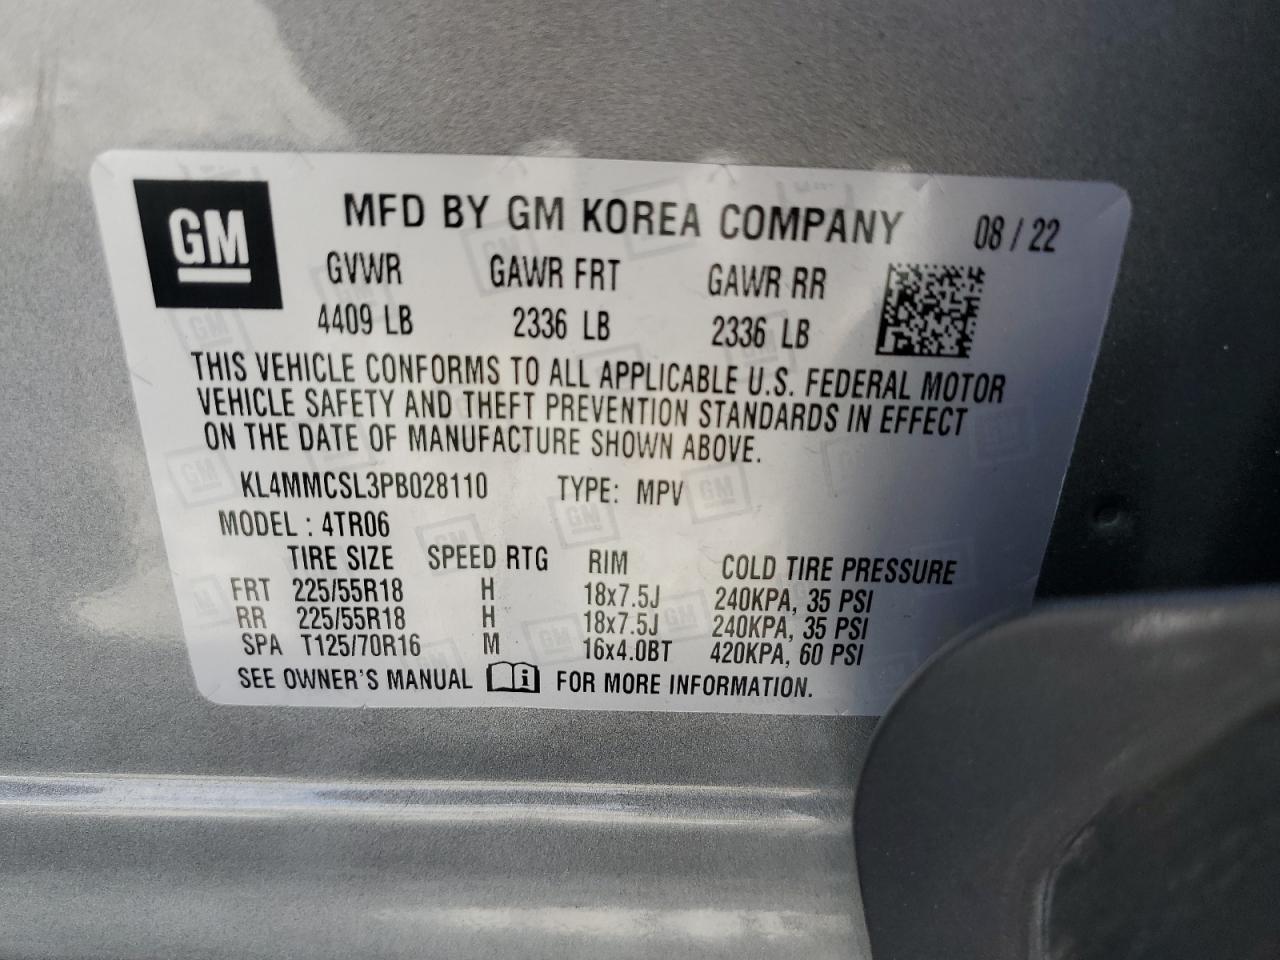 GM
MFD BY GM KOREA COMPANY 08 / 22
GVWR GAWR FRT GAWR RR
4409 LB 2336 LB 2336 LB
THIS VEHICLE CONFORMS TO ALL APPLICABLE U.S. FEDERAL MOTOR
VEHICLE SAFETY AND THEFT PREVENTION STANDARDS IN EFFECT
ON THE DATE OF MANUFACTURE SHOWN ABOVE.
KL4MMCSL3PB028110 TYPE: MPV
MODEL : 4TR06
TIRE SIZE SPEED RTG RIM COLD TIRE PRESSURE
FRT 225/55R18 H 18x7.5J 240KPA, 35 PSI
RR 225/55R18 H 18x7.5J 240KPA, 35 PSI
SPA T125/70R16 M 16x4.0BT 420KPA, 60 PSI
SEE OWNER'S MANUAL i FOR MORE INFORMATION.